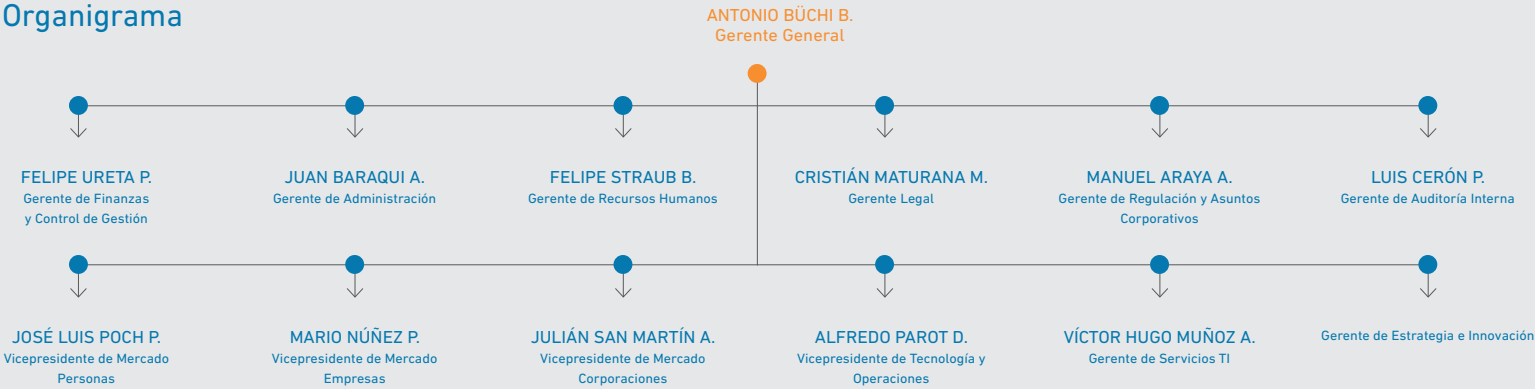 Organigrama
ANTONIO BÜCHI B.
Gerente General
FELIPE URETA P.
Gerente de Finanzas
y Control de Gestión
JUAN BARAQUI A.
Gerente de Administración
FELIPE STRAUB B.
Gerente de Recursos Humanos
CRISTIÁN MATURANA M.
Gerente Legal
MANUEL ARAYA A.
Gerente de Regulación y Asuntos
Corporativos
LUIS CERÓN P.
Gerente de Auditoría Interna
JOSÉ LUIS POCH P.
Vicepresidente de Mercado
Personas
MARIO NÚÑEZ P.
Vicepresidente de Mercado
Empresas
JULIÁN SAN MARTÍN A.
Vicepresidente de Mercado
Corporaciones
ALFREDO PAROT D.
Vicepresidente de Tecnología y
Operaciones
VÍCTOR HUGO MUÑOZ A.
Gerente de Servicios TI
Gerente de Estrategia e Innovación